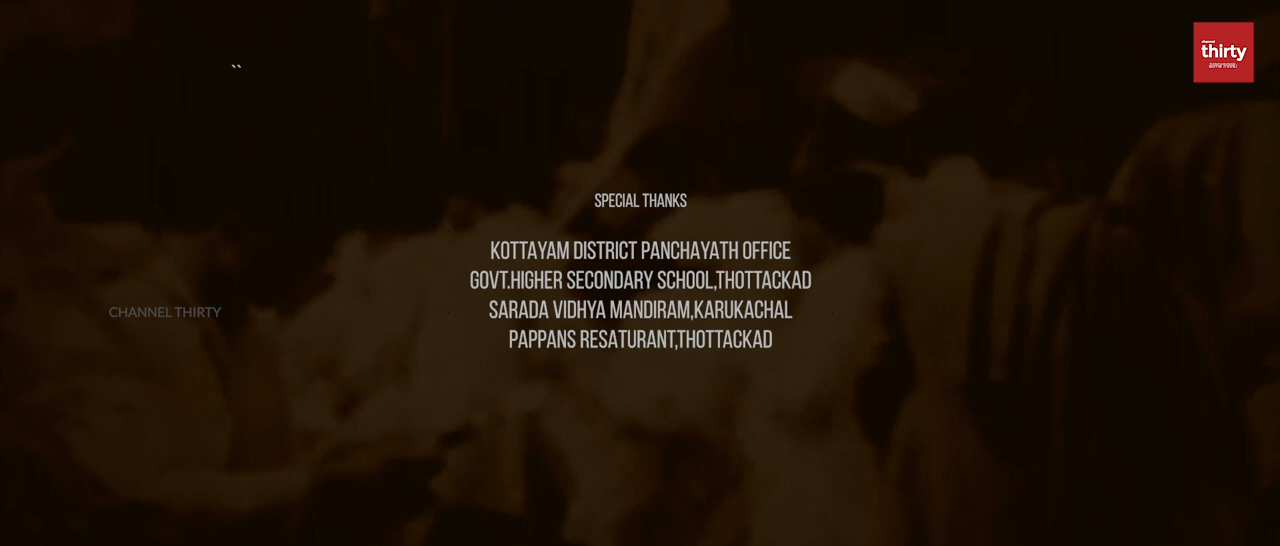 channel
thirty
SPECIAL THANKS
KOTTAYAM DISTRICT PANCHAYATH OFFICE
GOVT.HIGHER SECONDARY SCHOOL,THOTTACKAD
SARADA VIDHYA MANDIRAM,KARUKACHAL
CHANNEL THIRTY
PAPPANS RESATURANT,THOTTACKAD